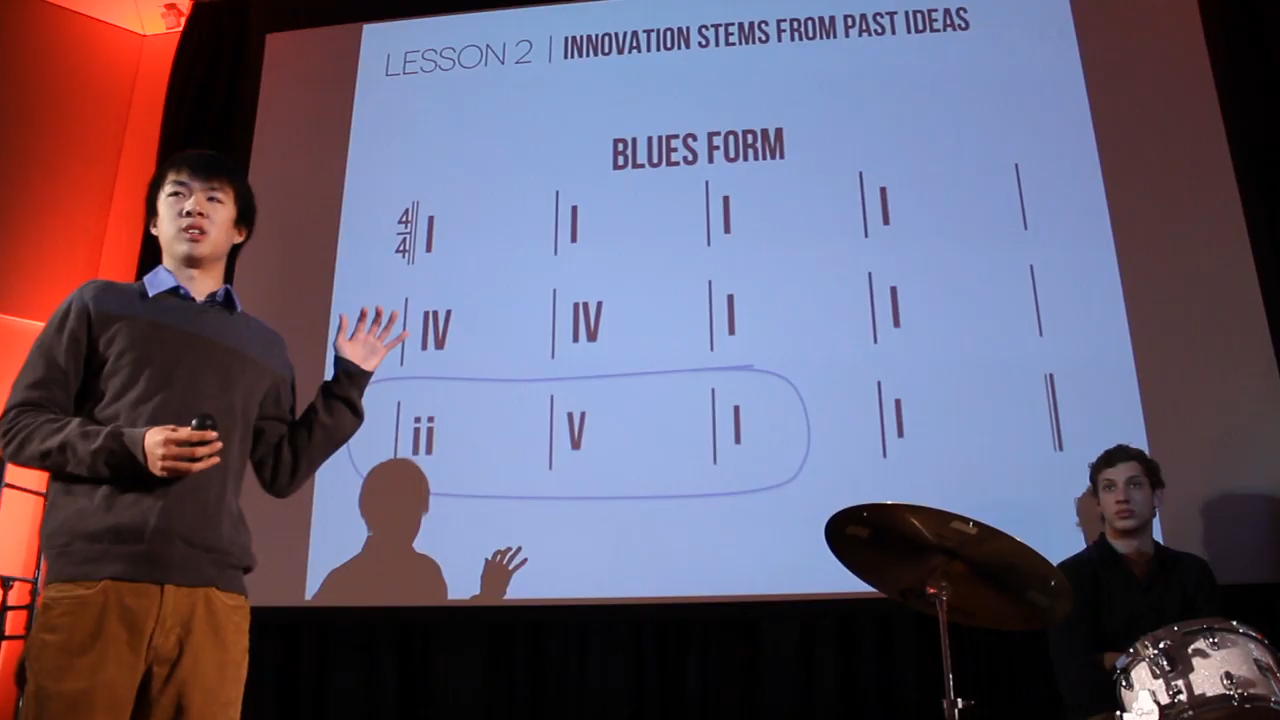 LESSON 2 | INNOVATION STEMS FROM PAST IDEAS
BLUES FORM
4/4 || I | I | I | I |
| IV | IV | I | I |
| ii | V | I | I ||